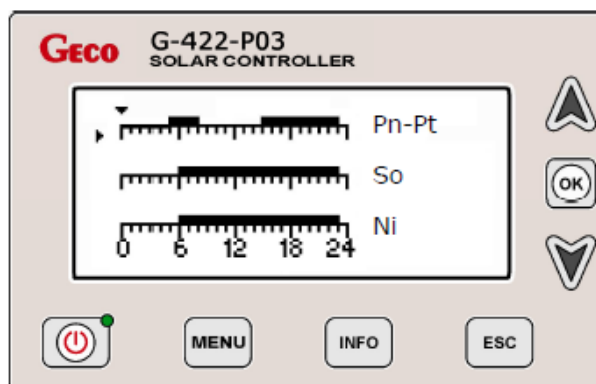 GECO G-422-P03
SOLAR CONTROLLER
Pn-Pt
So
Ni
0 6 12 18 24
OK
MENU INFO ESC